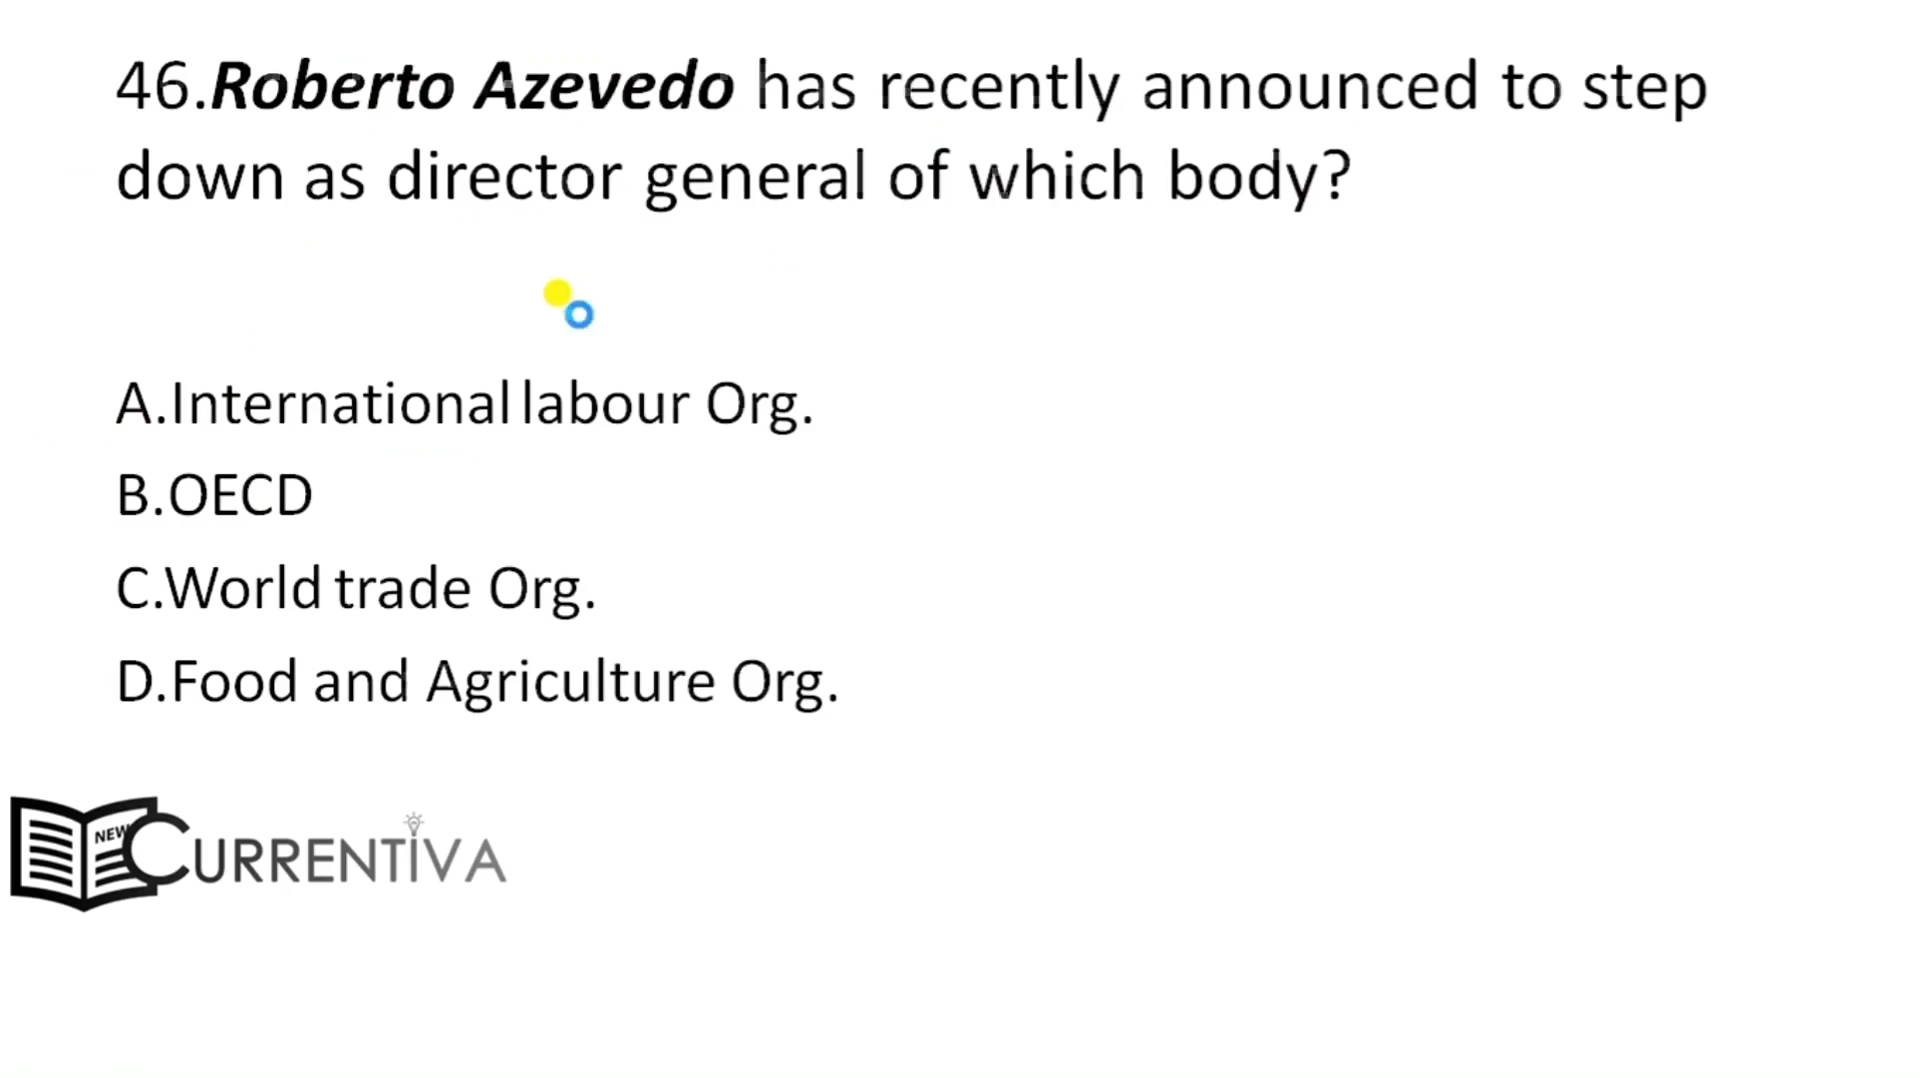 46.Roberto Azevedo has recently announced to step
down as director general of which body?
A.International labour Org.
B.OECD
C.World trade Org.
D.Food and Agriculture Org.
NEW
CURRENTIVA